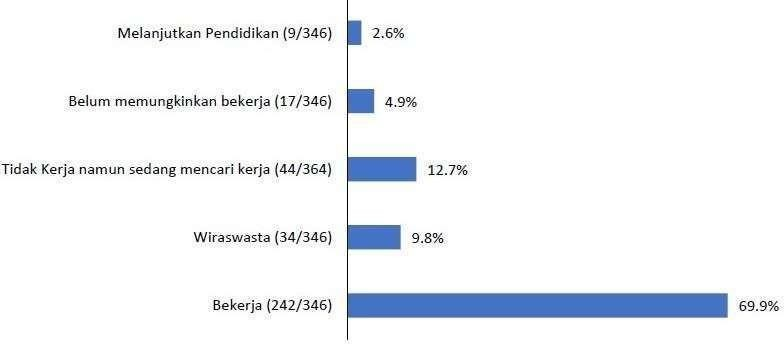 Melanjutkan Pendidikan (9/346) 2.6%
Belum memungkinkan bekerja (17/346) 4.9%
Tidak Kerja namun sedang mencari kerja (44/364) 12.7%
Wiraswasta (34/346) 9.8%
Bekerja (242/346) 69.9%